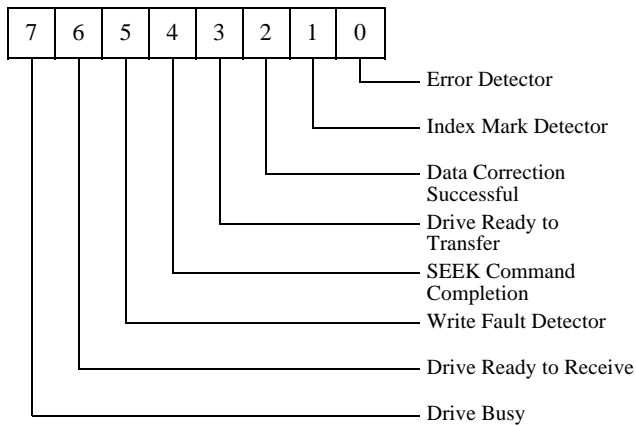 7 6 5 4 3 2 1 0
Error Detector
Index Mark Detector
Data Correction
Successful
Drive Ready to
Transfer
SEEK Command
Completion
Write Fault Detector
Drive Ready to Receive
Drive Busy